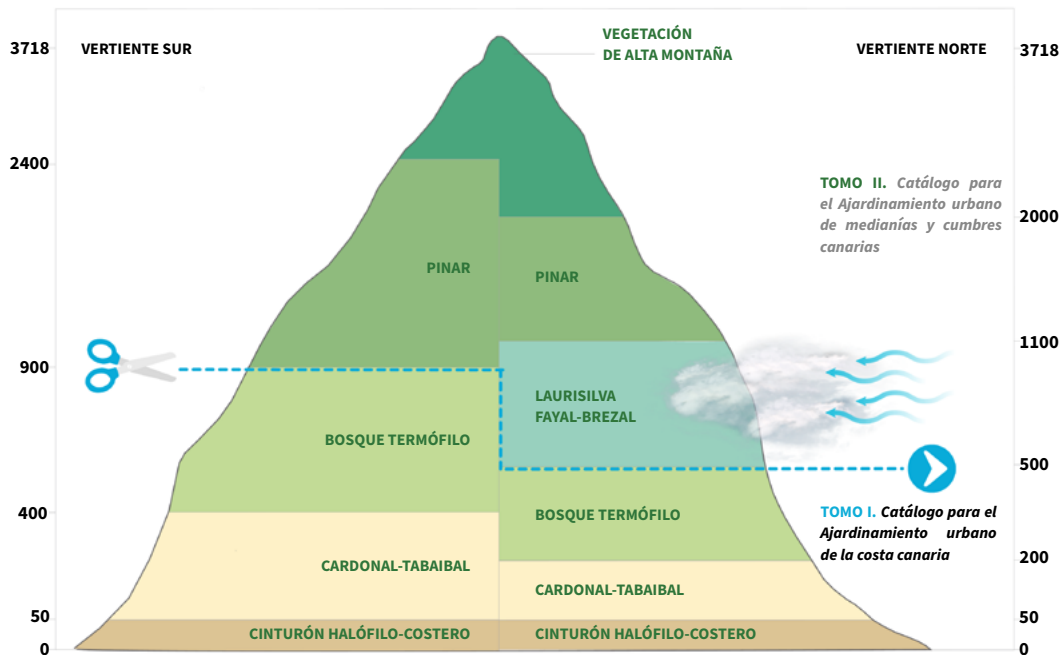 3718
VERTIENTE SUR
VEGETACIÓN
DE ALTA MONTAÑA
VERTIENTE NORTE
3718
2400
TOMO II. Catálogo para
el Ajardinamiento urbano
de medianías y cumbres
canarias
2000
PINAR
PINAR
1100
900
LAURISILVA
FAYAL-BREZAL
BOSQUE TERMÓFILO
500
400
BOSQUE TERMÓFILO
TOMO I. Catálogo para el
Ajardinamiento urbano
de la costa canaria
200
CARDONAL-TABAIBAL
CARDONAL-TABAIBAL
50
50
CINTURÓN HALÓFILO-COSTERO
CINTURÓN HALÓFILO-COSTERO
0
0